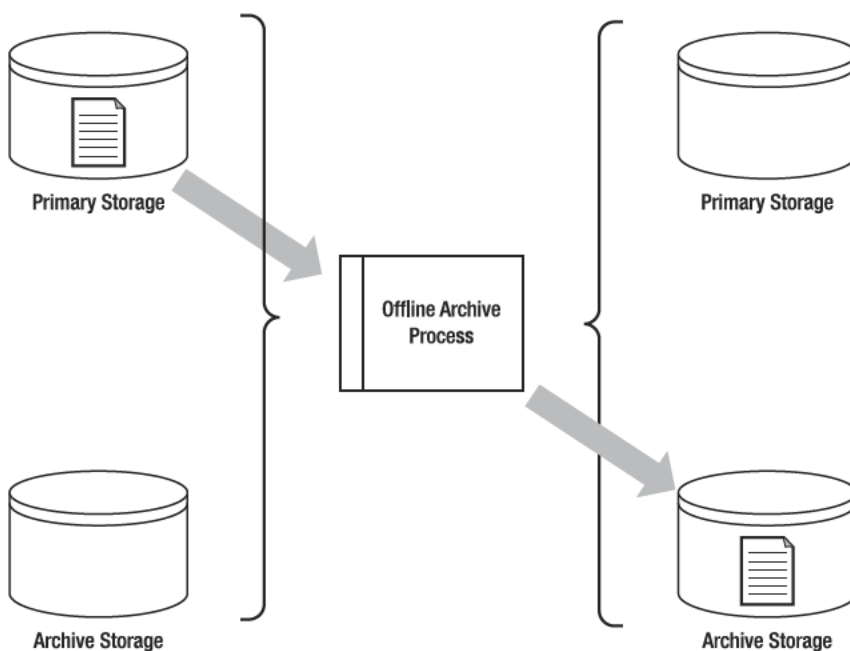 Primary Storage
Primary Storage
Offline Archive
Process
Archive Storage
Archive Storage